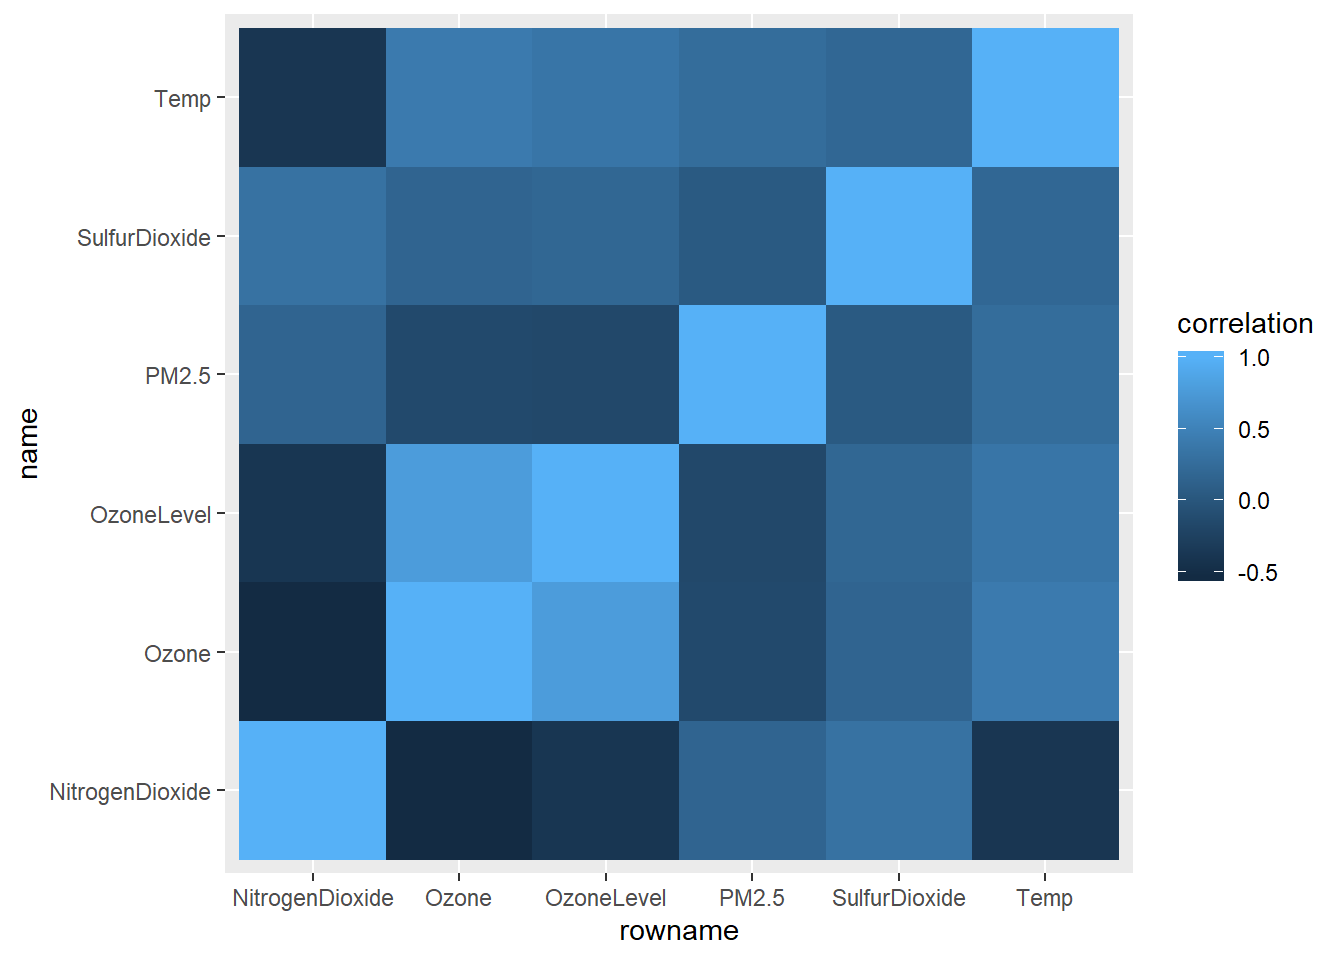 Temp
SulfurDioxide
PM2.5
OzoneLevel
Ozone
NitrogenDioxide
name
NitrogenDioxide Ozone OzoneLevel PM2.5 SulfurDioxide Temp
rowname
correlation
1.0
0.5
0.0
-0.5